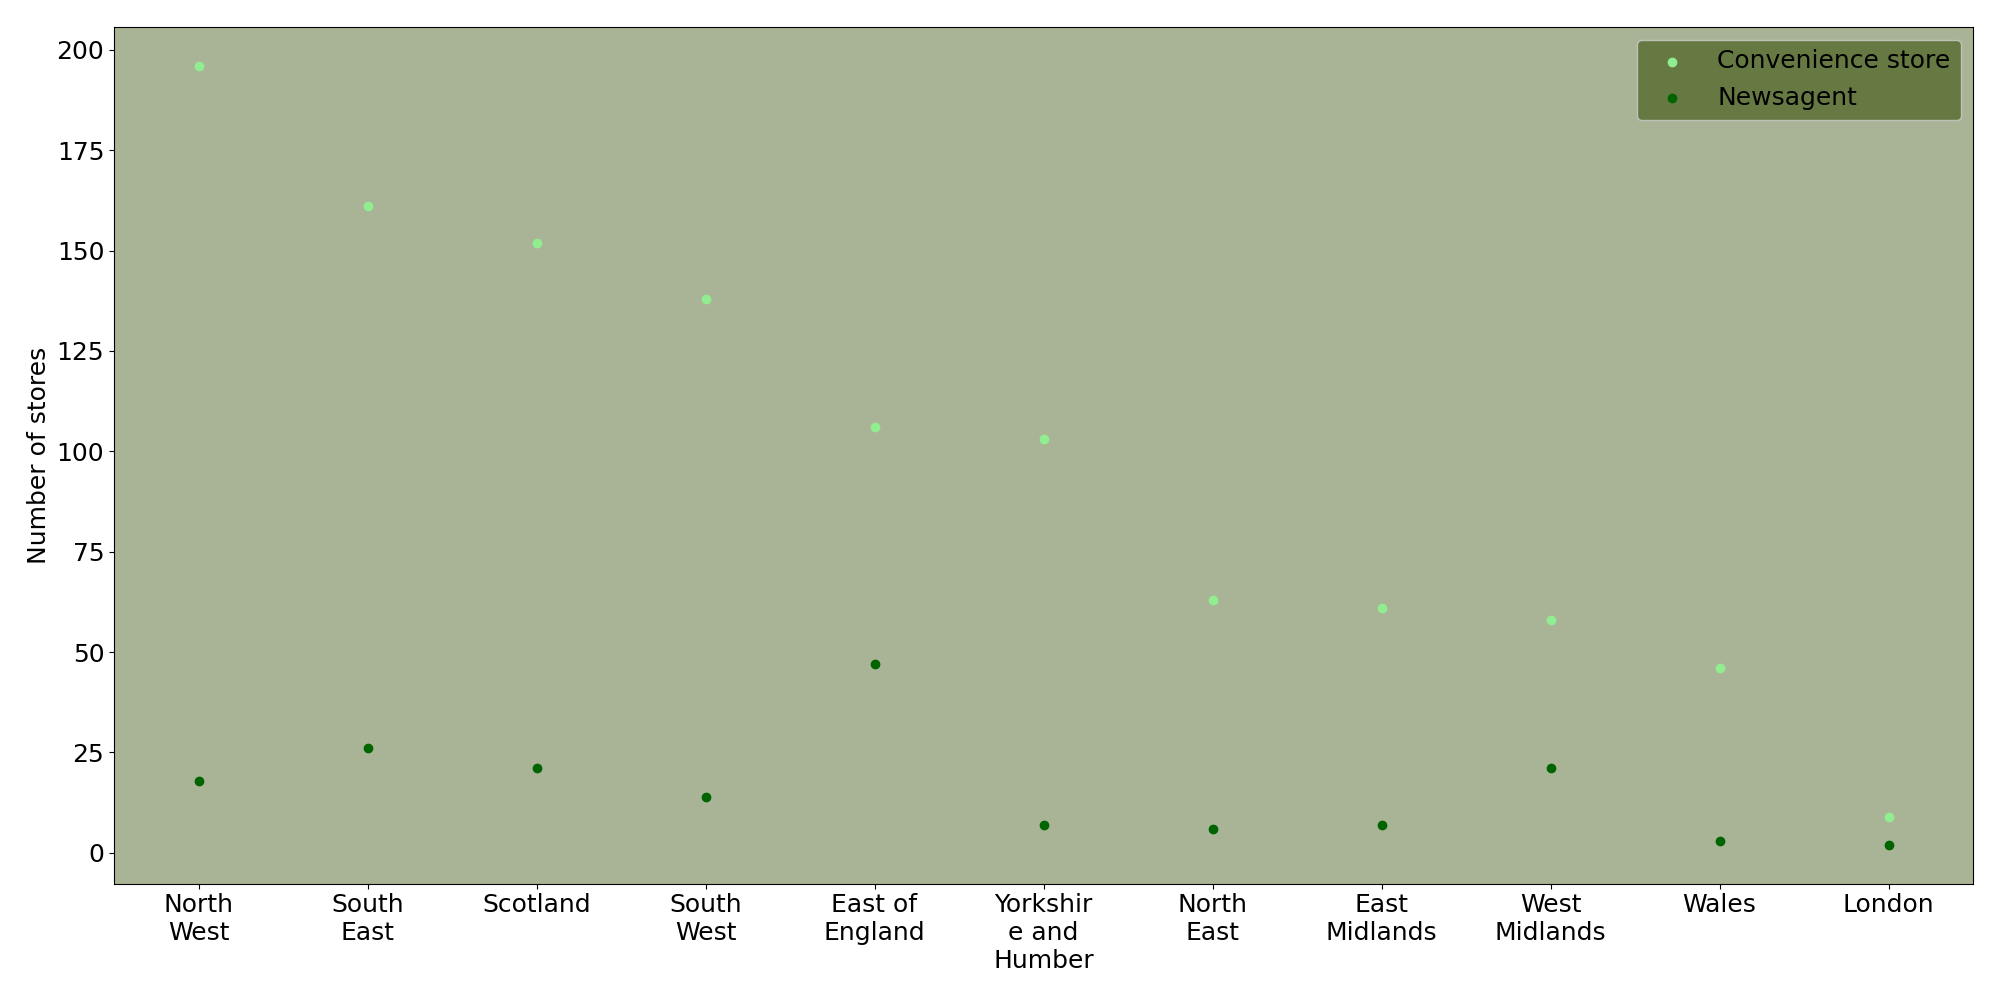 Convenience store
Newsagent
Number of stores
200
175
150
125
100
75
50
25
0
North
West
South
East
Scotland
South
West
East of
England
Yorkshir
e and
Humber
North
East
East
Midlands
West
Midlands
Wales
London